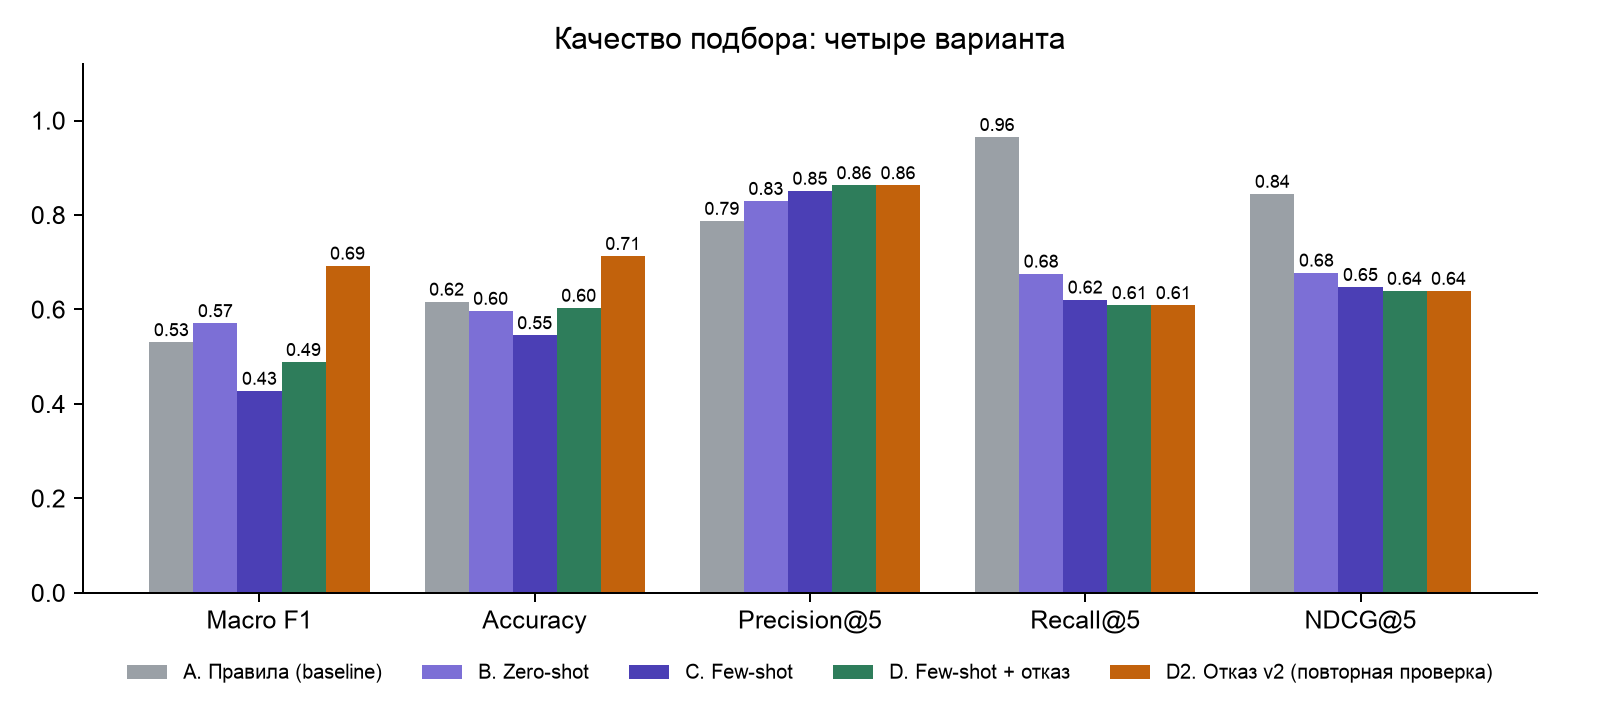 Качество подбора: четыре варианта
1.0
0.8
0.6
0.4
0.2
0.0
0.53 0.57 0.43 0.49 0.69
0.62 0.60 0.55 0.60 0.71
0.79 0.83 0.85 0.86 0.86
0.96 0.68 0.62 0.61 0.61
0.84 0.68 0.65 0.64 0.64
Macro F1 Accuracy Precision@5 Recall@5 NDCG@5
A. Правила (baseline) B. Zero-shot C. Few-shot D. Few-shot + отказ D2. Отказ v2 (повторная проверка)